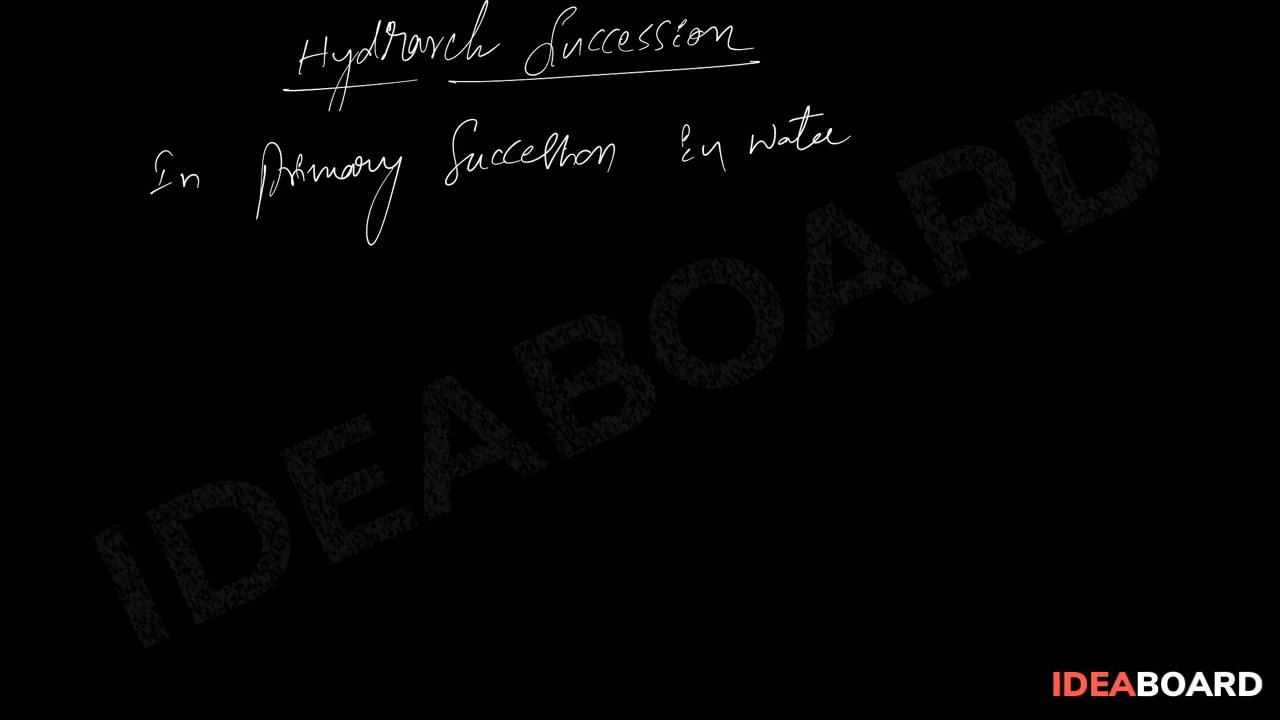 Hydrarch Succession
In Primary Succession in water
IDEABOARD
IDEABOARD